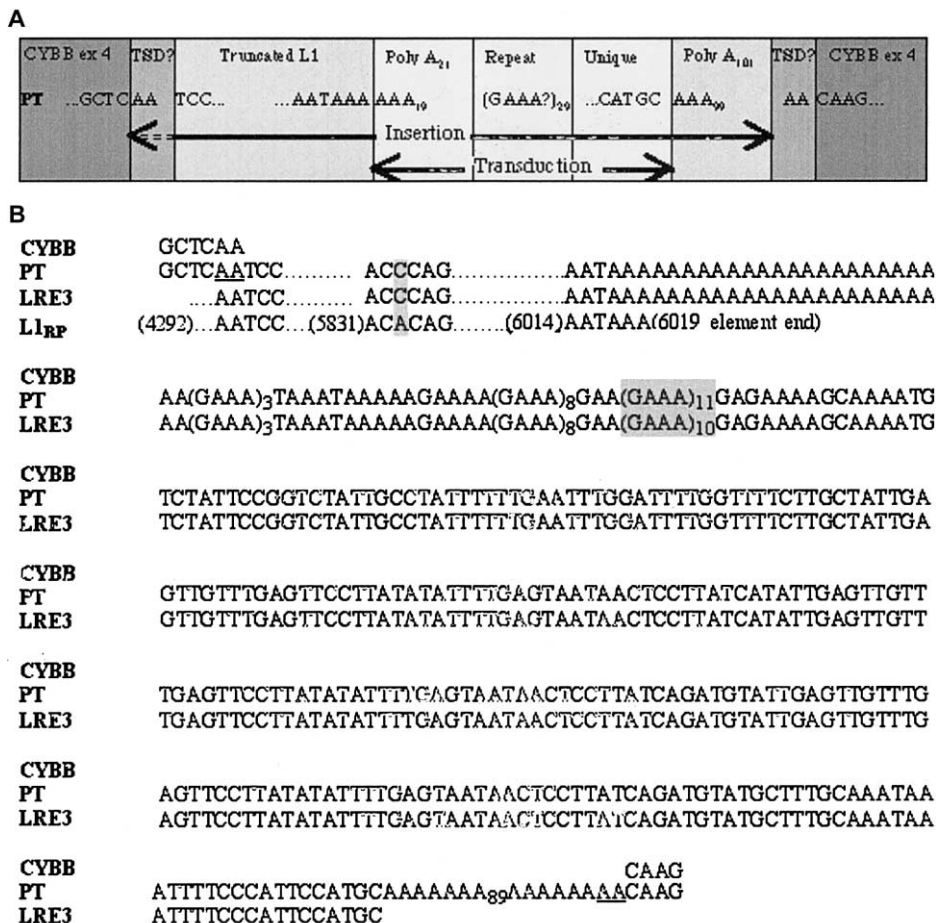 A
CYBB ex 4 TSD? Truncated L1 Poly A21 Repeat Unique Poly A101 TSD? CYBB ex 4
PT ...GCTC AA TCC... ...AATAAA AAA19 (GAAA?)29 ...CATGC AAA99 AA CAAG...
Insertion
Transduction
B
CYBB GCTCAA
PT GCTCAATCC.......... ACCCAG.................AATAAAAAAAAAAAAAAAAAAAAAAA
LRE3 ....AATCC.......... ACCCAG.................AATAAAAAAAAAAAAAAAAAAAAAAA
L1RP (4292)...AATCC...(5831)ACACAG.......(6014)AATAAA(6019 element end)
CYBB
PT AA(GAAA)3TAAATAAAAAGAAAA(GAAA)8GAA(GAAA)11GAGAAAAGCAAAATG
LRE3 AA(GAAA)3TAAATAAAAAGAAAA(GAAA)8GAA(GAAA)10GAGAAAAGCAAAATG
CYBB
PT TCTATTCCGGTCTATTGCCTATTTTTTGAATTTGGATTTTGGTTTTCTTGCTATTGA
LRE3 TCTATTCCGGTCTATTGCCTATTTTTTGAATTTGGATTTTGGTTTTCTTGCTATTGA
CYBB
PT GTTGTTTGAGTTCCTTATATATTTTGAGTAATAACTCCTTATCATATTGAGTTGTT
LRE3 GTTGTTTGAGTTCCTTATATATTTTGAGTAATAACTCCTTATCATATTGAGTTGTT
CYBB
PT TGAGTTCCTTATATATTTTGAGTAATAACTCCTTATCAGATGTATTGAGTTGTTTG
LRE3 TGAGTTCCTTATATATTTTGAGTAATAACTCCTTATCAGATGTATTGAGTTGTTTG
CYBB
PT AGTTCCTTATATATTTTGAGTAATAACTCCTTATCAGATGTATGCTTTGCAAATAA
LRE3 AGTTCCTTATATATTTTGAGTAATAACTCCTTATCAGATGTATGCTTTGCAAATAA
CYBB CAAG
PT ATTTTCCCATTCCATGCAAAAAAA89AAAAAAAACAAG
LRE3 ATTTTCCCATTCCATGC